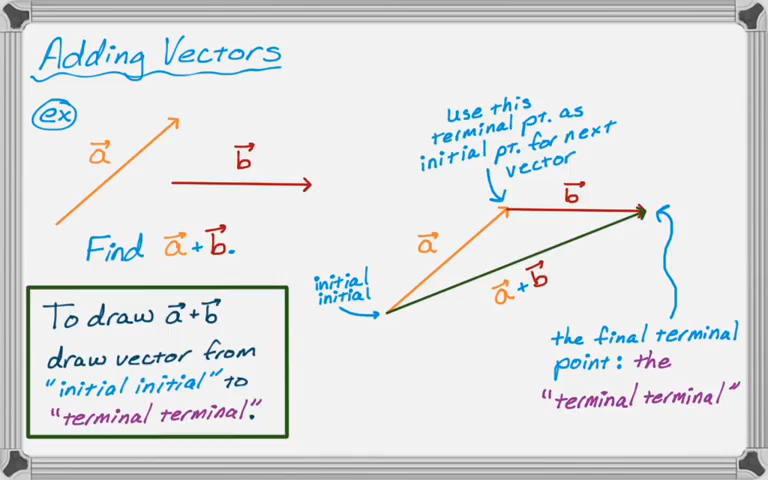 Adding Vectors
ex
a⃗
b⃗
Find a⃗ + b⃗.
To draw a⃗+b⃗
draw vector from
"initial initial" to
"terminal terminal".
use this
terminal pt. as
initial pt. for next
vector
b⃗
a⃗
a⃗+b⃗
initial
initial
the final terminal
point: the
"terminal terminal"